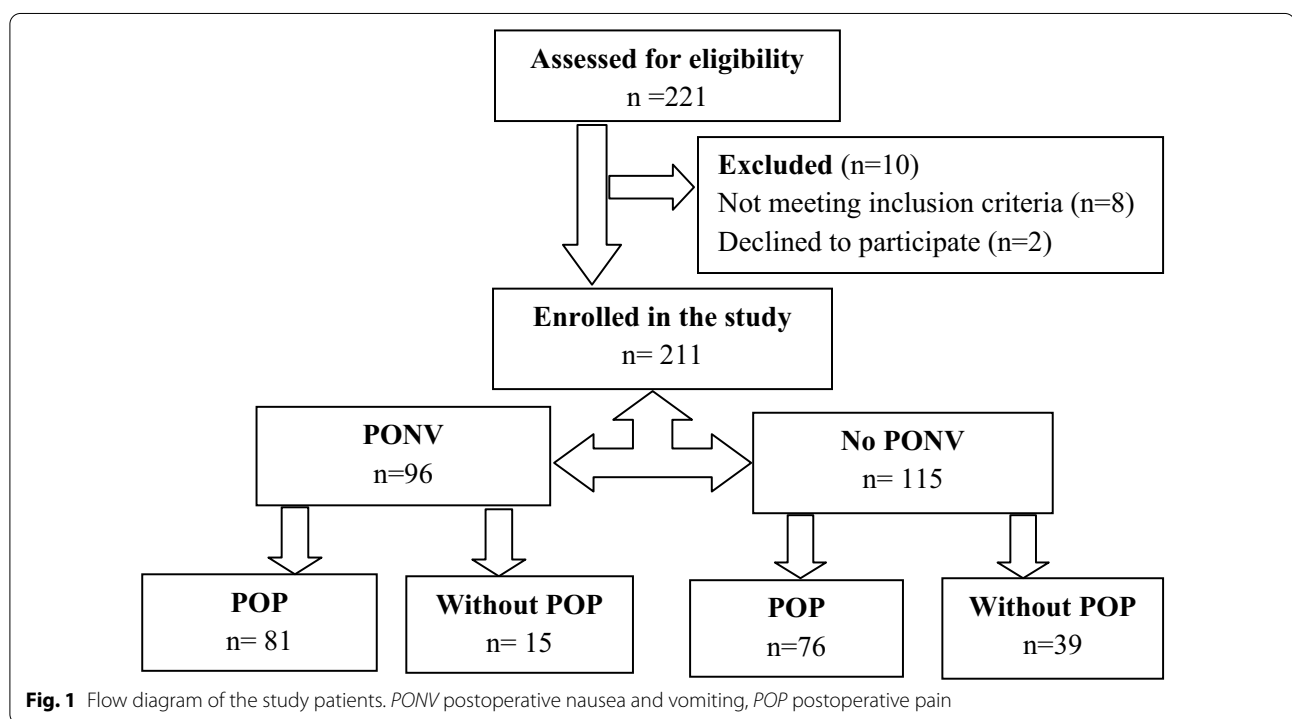 Assessed for eligibility
n =221
Excluded (n=10)
Not meeting inclusion criteria (n=8)
Declined to participate (n=2)
Enrolled in the study
n= 211
PONV
n=96
No PONV
n= 115
POP
n= 81
Without POP
n= 15
POP
n=76
Without POP
n=39
Fig. 1 Flow diagram of the study patients. PONV postoperative nausea and vomiting, POP postoperative pain